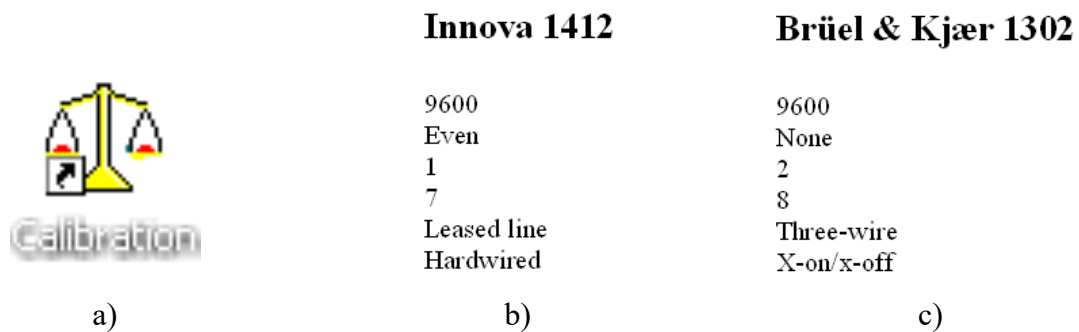 Calibration
a)
Innova 1412
9600
Even
1
7
Leased line
Hardwired
b)
Brüel & Kjær 1302
9600
None
2
8
Three-wire
X-on/x-off
c)